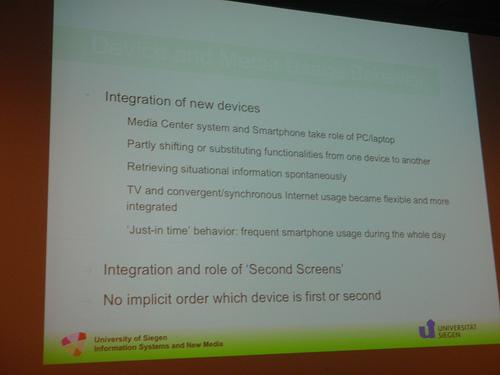 Device and Media Usage Behavior
Integration of new devices
Media Center system and Smartphone take role of PC/laptop
Partly shifting or substituting functionalities from one device to another
Retrieving situational information spontaneously
TV and convergent/synchronous Internet usage became flexible and more
integrated
'Just-in time' behavior: frequent smartphone usage during the whole day
Integration and role of 'Second Screens'
No implicit order which device is first or second
University of Siegen
Information Systems and New Media
UNIVERSITÄT
SIEGEN